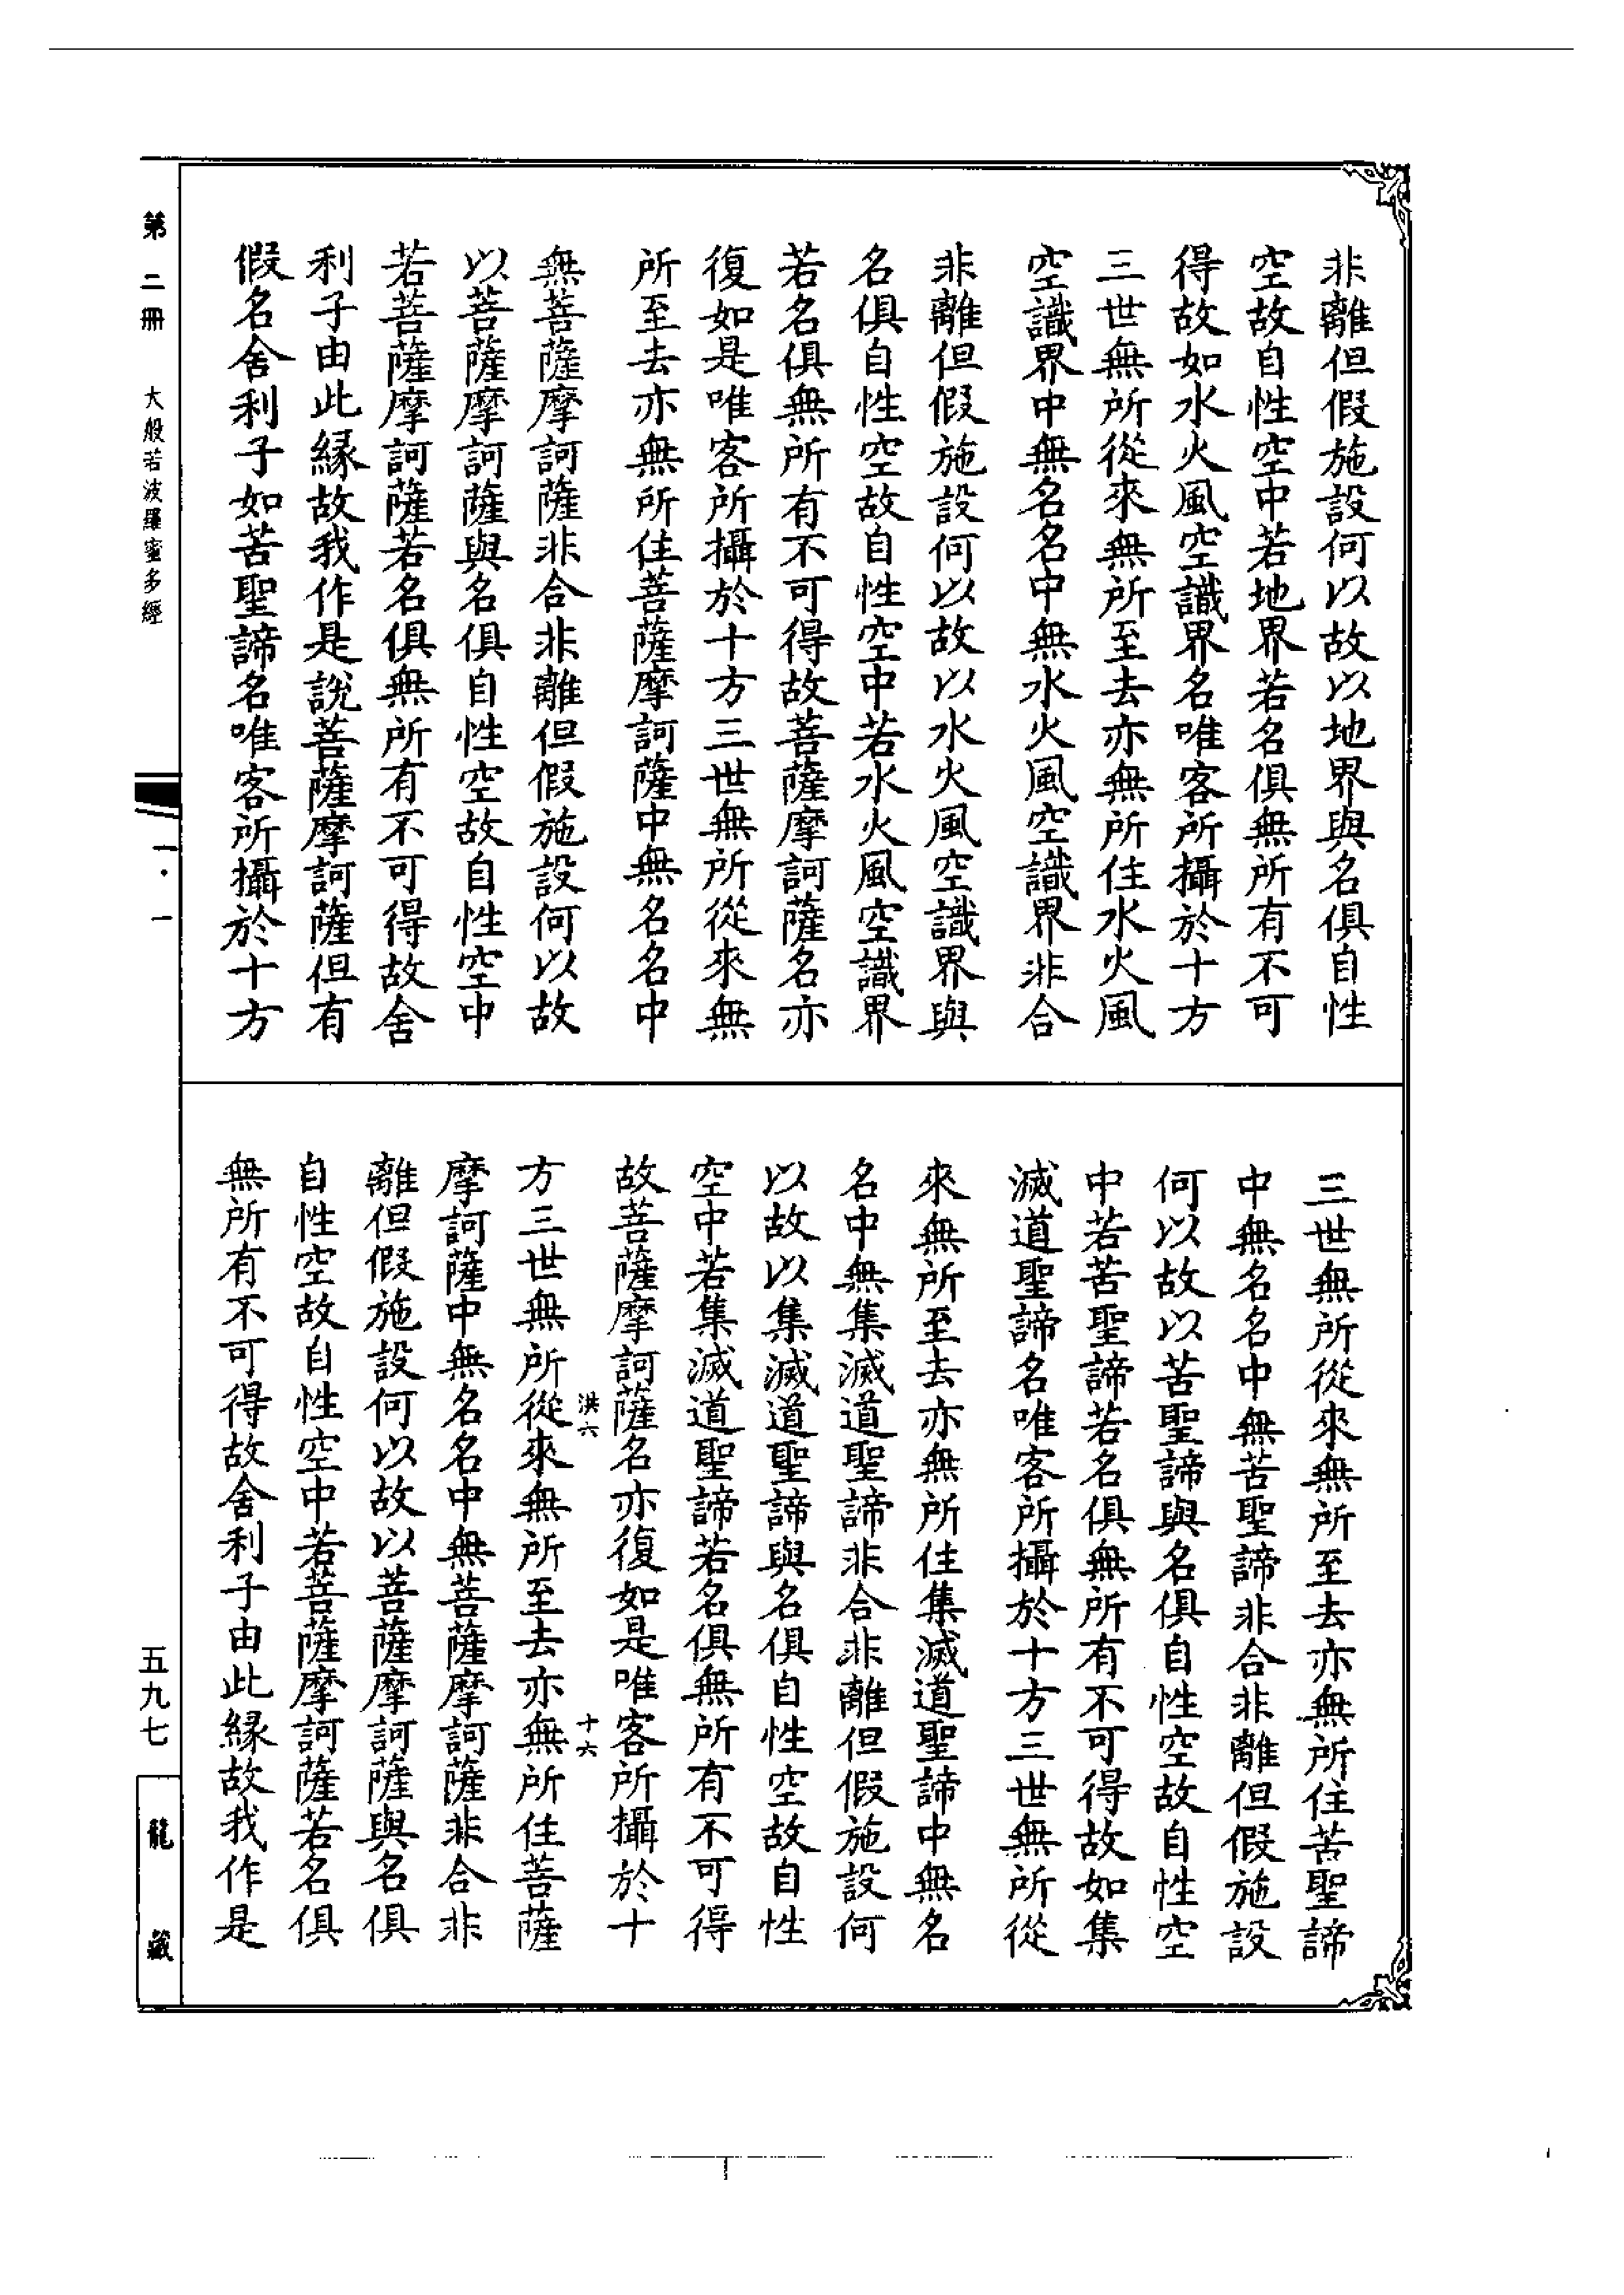 非離但假施設何以故以地界與名俱自性
空故自性空中若地界若名俱無所有不可
得故如水火風空識界名唯客所攝於十方
三世無所從來無所至去亦無所住水火風
空識界中無名名中無水火風空識界非合
非離但假施設何以故以水火風空識界與
名俱自性空故自性空中若水火風空識界
若名俱無所有不可得故菩薩摩訶薩名亦
復如是唯客所攝於十方三世無所從來無
所至去亦無所住菩薩摩訶薩中無名名中
無菩薩摩訶薩非合非離但假施設何以故
以菩薩摩訶薩與名俱自性空故自性空中
若菩薩摩訶薩若名俱無所有不可得故舍
利子由此緣故我作是說菩薩摩訶薩但有
假名舍利子如苦聖諦名唯客所攝於十方
三世無所從來無所至去亦無所住苦聖諦
中無名名中無苦聖諦非合非離但假施設
何以故以苦聖諦與名俱自性空故自性空
中若苦聖諦若名俱無所有不可得故如集
滅道聖諦名唯客所攝於十方三世無所從
來無所至去亦無所住集滅道聖諦中無名
名中無集滅道聖諦非合非離但假施設何
以故以集滅道聖諦與名俱自性空故自性
空中若集滅道聖諦若名俱無所有不可得
故菩薩摩訶薩名亦復如是唯客所攝於十
洪六 十六
方三世無所從來無所至去亦無所住菩薩
摩訶薩中無名名中無菩薩摩訶薩非合非
離但假施設何以故以菩薩摩訶薩與名俱
自性空故自性空中若菩薩摩訶薩若名俱
無所有不可得故舍利子由此緣故我作是
第二冊 大般若波羅蜜多經 一·一 五九七 龍藏